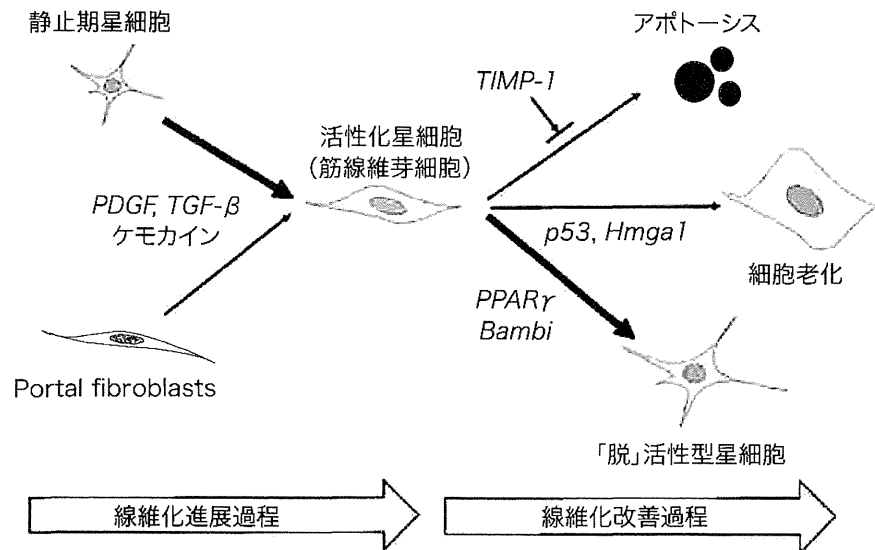 静止期星細胞
アポトーシス
TIMP-1
活性化星細胞
(筋線維芽細胞)
PDGF, TGF-β
ケモカイン
p53, Hmga1
細胞老化
PPARγ
Bambi
Portal fibroblasts
「脱」活性型星細胞
線維化進展過程
線維化改善過程